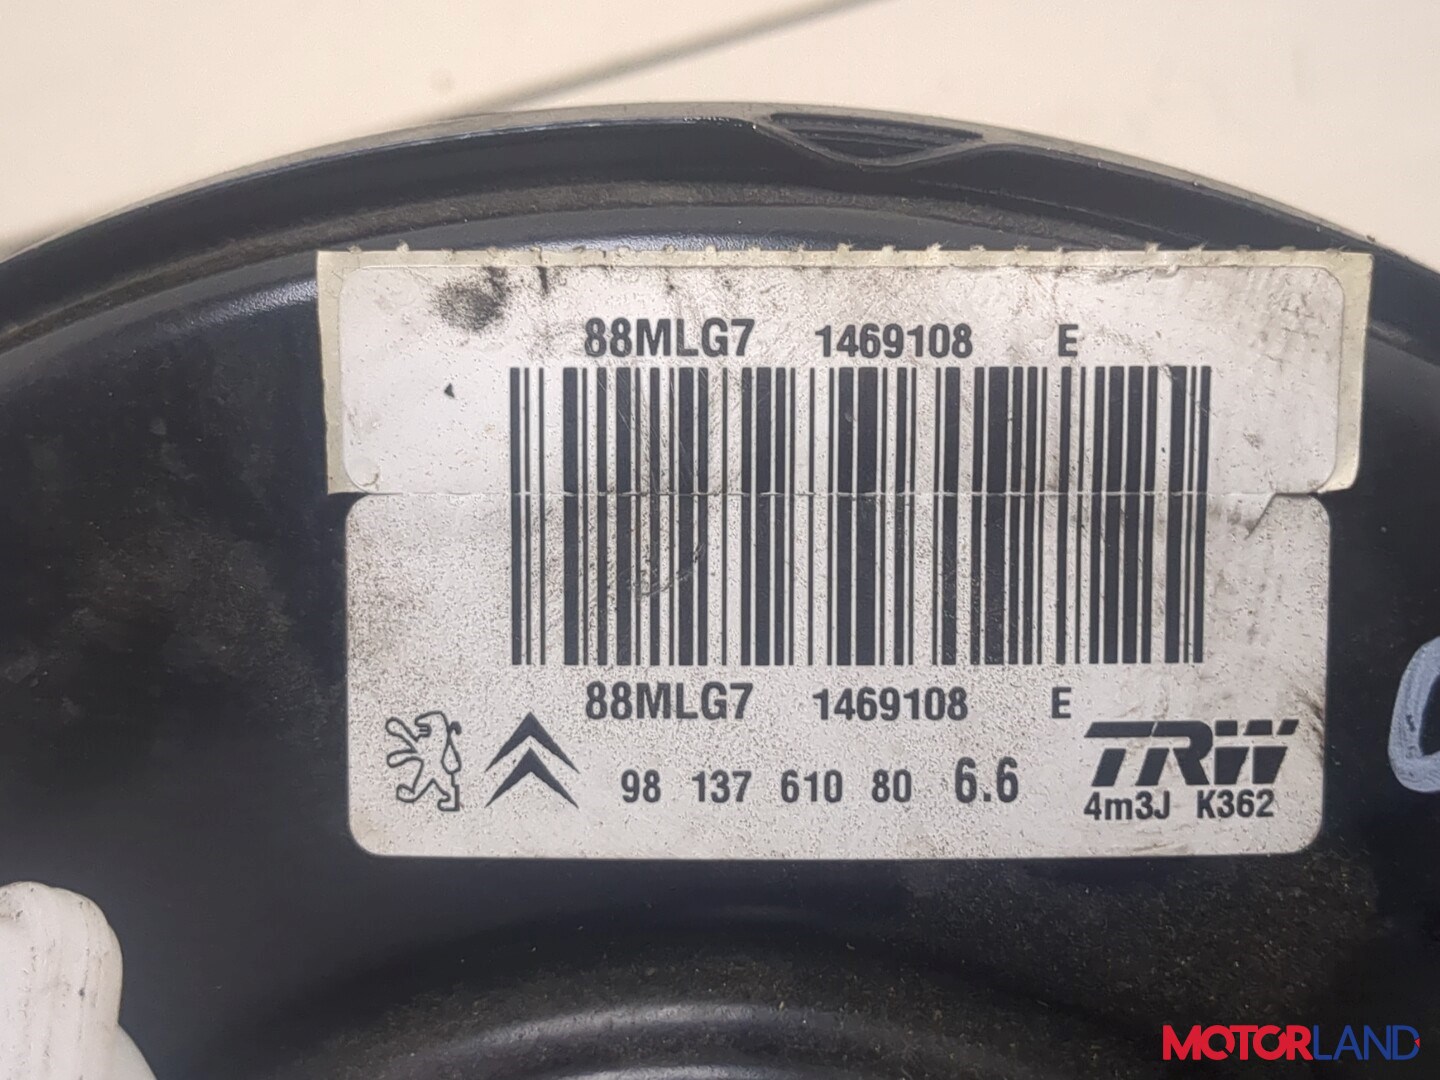 88MLG7 1469108 E
88MLG7 1469108 E
98 137 610 80 6.6
TRW
4m3J K362
MOTORLAND